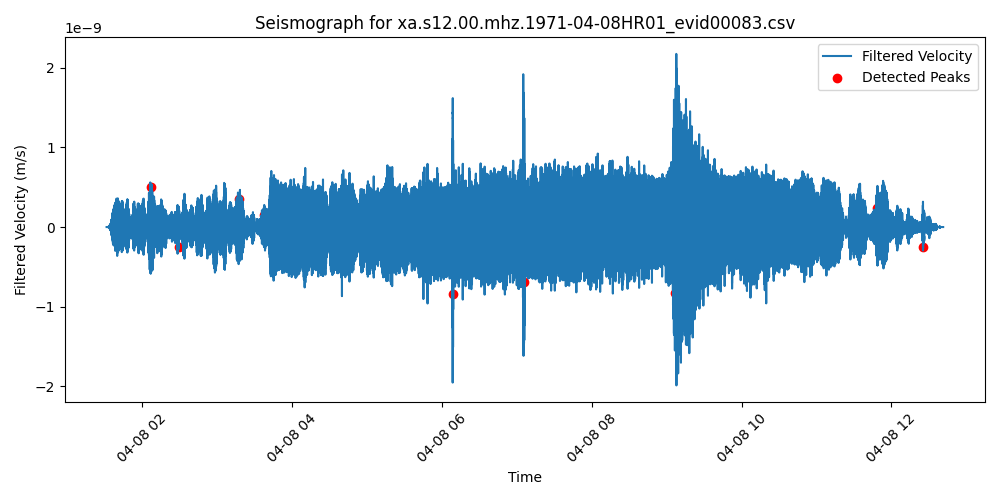 Seismograph for xa.s12.00.mhz.1971-04-08HR01_evid00083.csv
1e−9
Filtered Velocity
Detected Peaks
2
1
0
−1
−2
Filtered Velocity (m/s)
04-08 02
04-08 04
04-08 06
04-08 08
04-08 10
04-08 12
Time